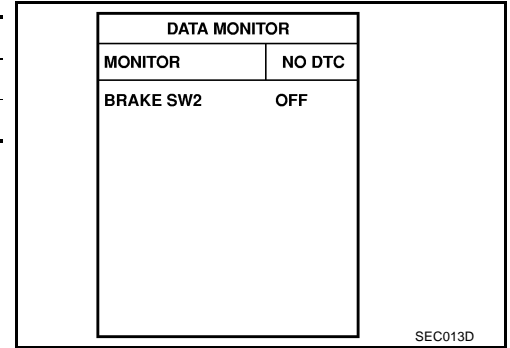 DATA MONITOR
MONITOR NO DTC
BRAKE SW2 OFF
SEC013D